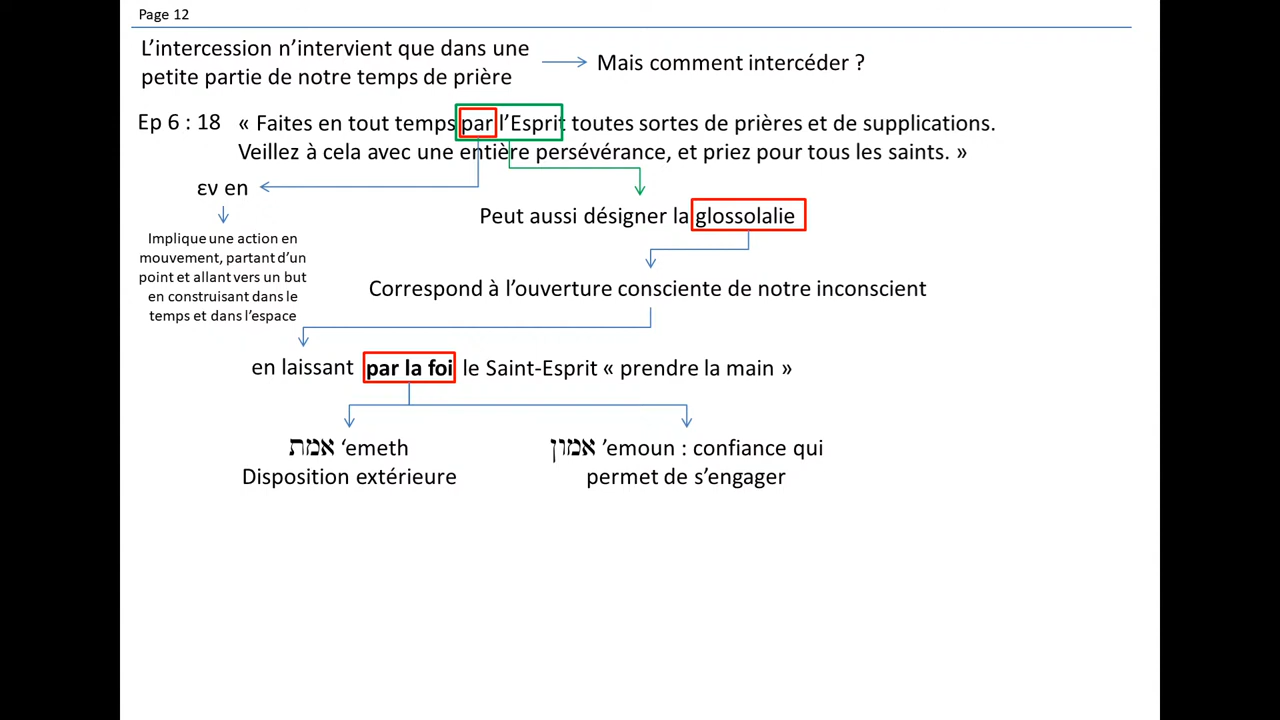 Page 12
L’intercession n’intervient que dans une
petite partie de notre temps de prière
Mais comment intercéder ?
Ep 6 : 18 « Faites en tout temps par l’Esprit toutes sortes de prières et de supplications.
Veillez à cela avec une entière persévérance, et priez pour tous les saints. »
εν en
Peut aussi désigner la glossolalie
Implique une action en
mouvement, partant d’un
point et allant vers un but
en construisant dans le
temps et dans l’espace
Correspond à l’ouverture consciente de notre inconscient
en laissant par la foi le Saint-Esprit « prendre la main »
אמת ‘emeth
Disposition extérieure
אמון ’emoun : confiance qui
permet de s’engager